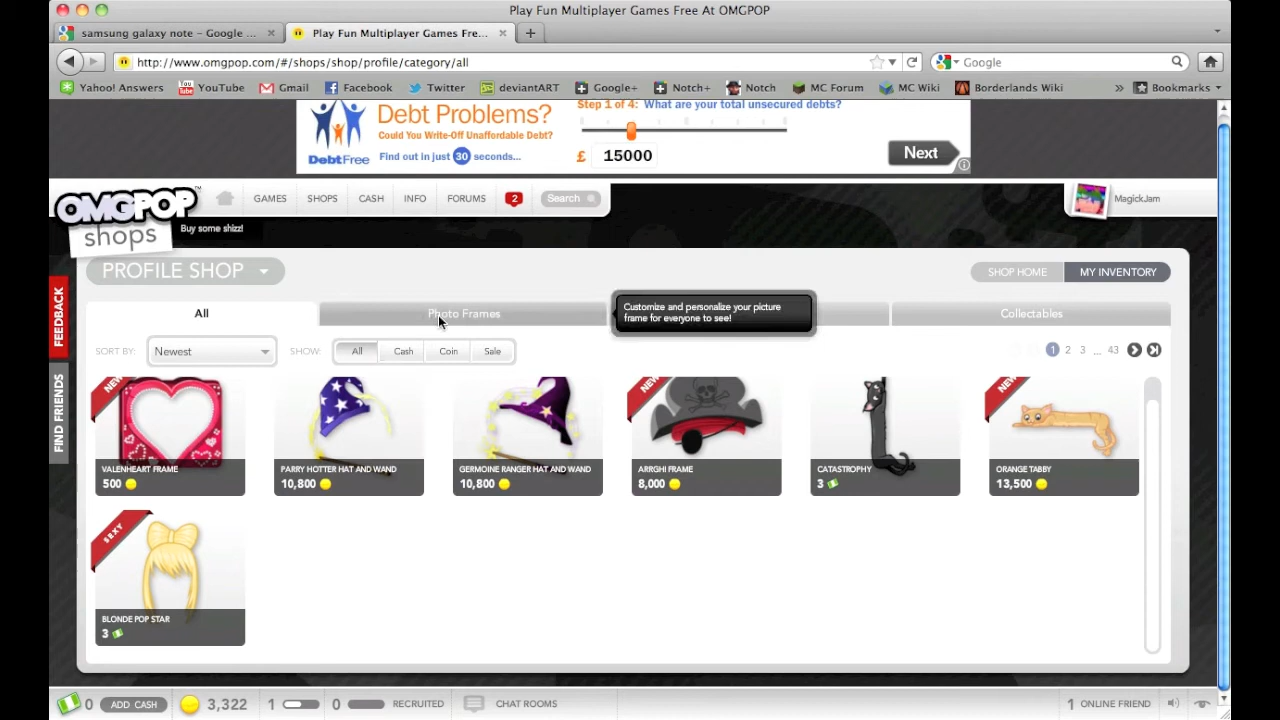 Play Fun Multiplayer Games Free At OMGPOP
samsung galaxy note – Google ...
Play Fun Multiplayer Games Fre...
http://www.omgpop.com/#/shops/shop/profile/category/all
Google
Yahoo! Answers
YouTube
Gmail
Facebook
Twitter
deviantART
Google+
Notch+
Notch
MC Forum
MC Wiki
Borderlands Wiki
»
Bookmarks
Debt Problems?
Could You Write-Off Unaffordable Debt?
DebtFree
Find out in just 30 seconds...
Step 1 of 4: What are your total unsecured debts?
£ 15000
Next
OMGPOP™
shops
GAMES
SHOPS
CASH
INFO
FORUMS
2
Search
MagickJam
Buy some shizz!
PROFILE SHOP
SHOP HOME
MY INVENTORY
FEEDBACK
FIND FRIENDS
All
Photo Frames
Customize and personalize your picture
frame for everyone to see!
Collectables
SORT BY:
Newest
SHOW:
All
Cash
Coin
Sale
1 2 3 ... 43
NEW
VALENHEART FRAME
500
PARRY HOTTER HAT AND WAND
10,800
GERMOINE RANGER HAT AND WAND
10,800
NEW
ARRGHI FRAME
8,000
CATASTROPHY
3
NEW
ORANGE TABBY
13,500
SEXY
BLONDE POP STAR
3
0
ADD CASH
3,322
1
0
RECRUITED
CHAT ROOMS
1 ONLINE FRIEND